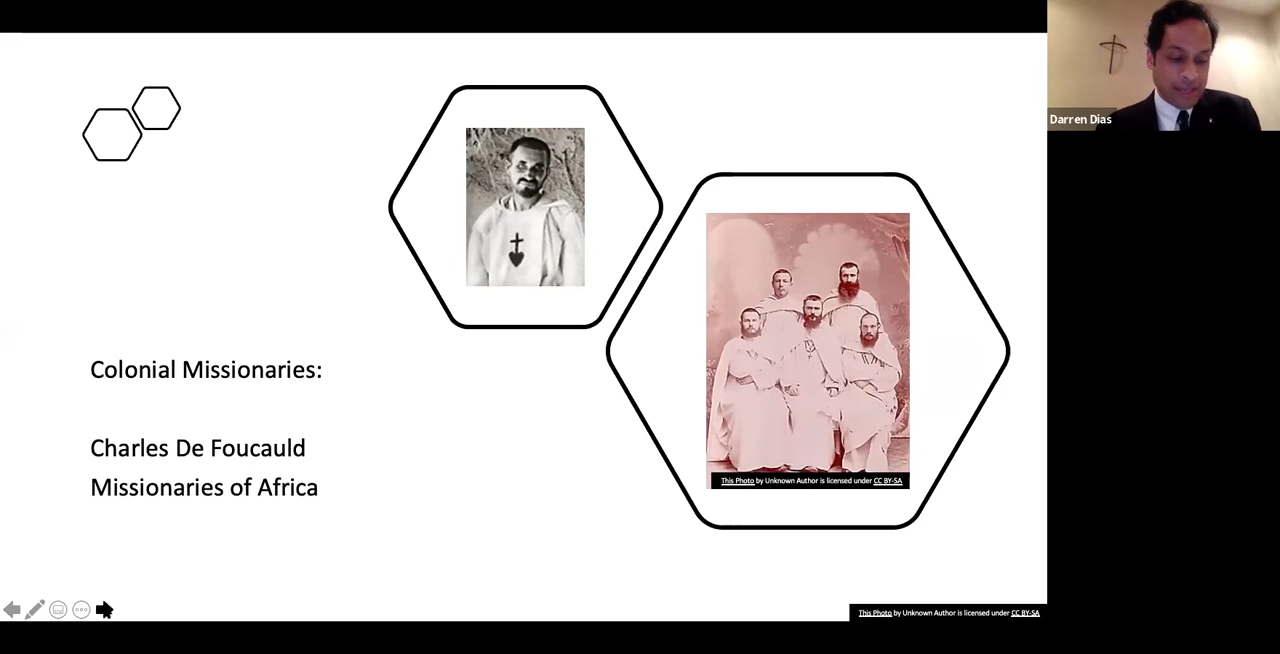 Darren Dias
Colonial Missionaries:
Charles De Foucauld
Missionaries of Africa
This Photo by Unknown Author is licensed under CC BY-SA
This Photo by Unknown Author is licensed under CC BY-SA